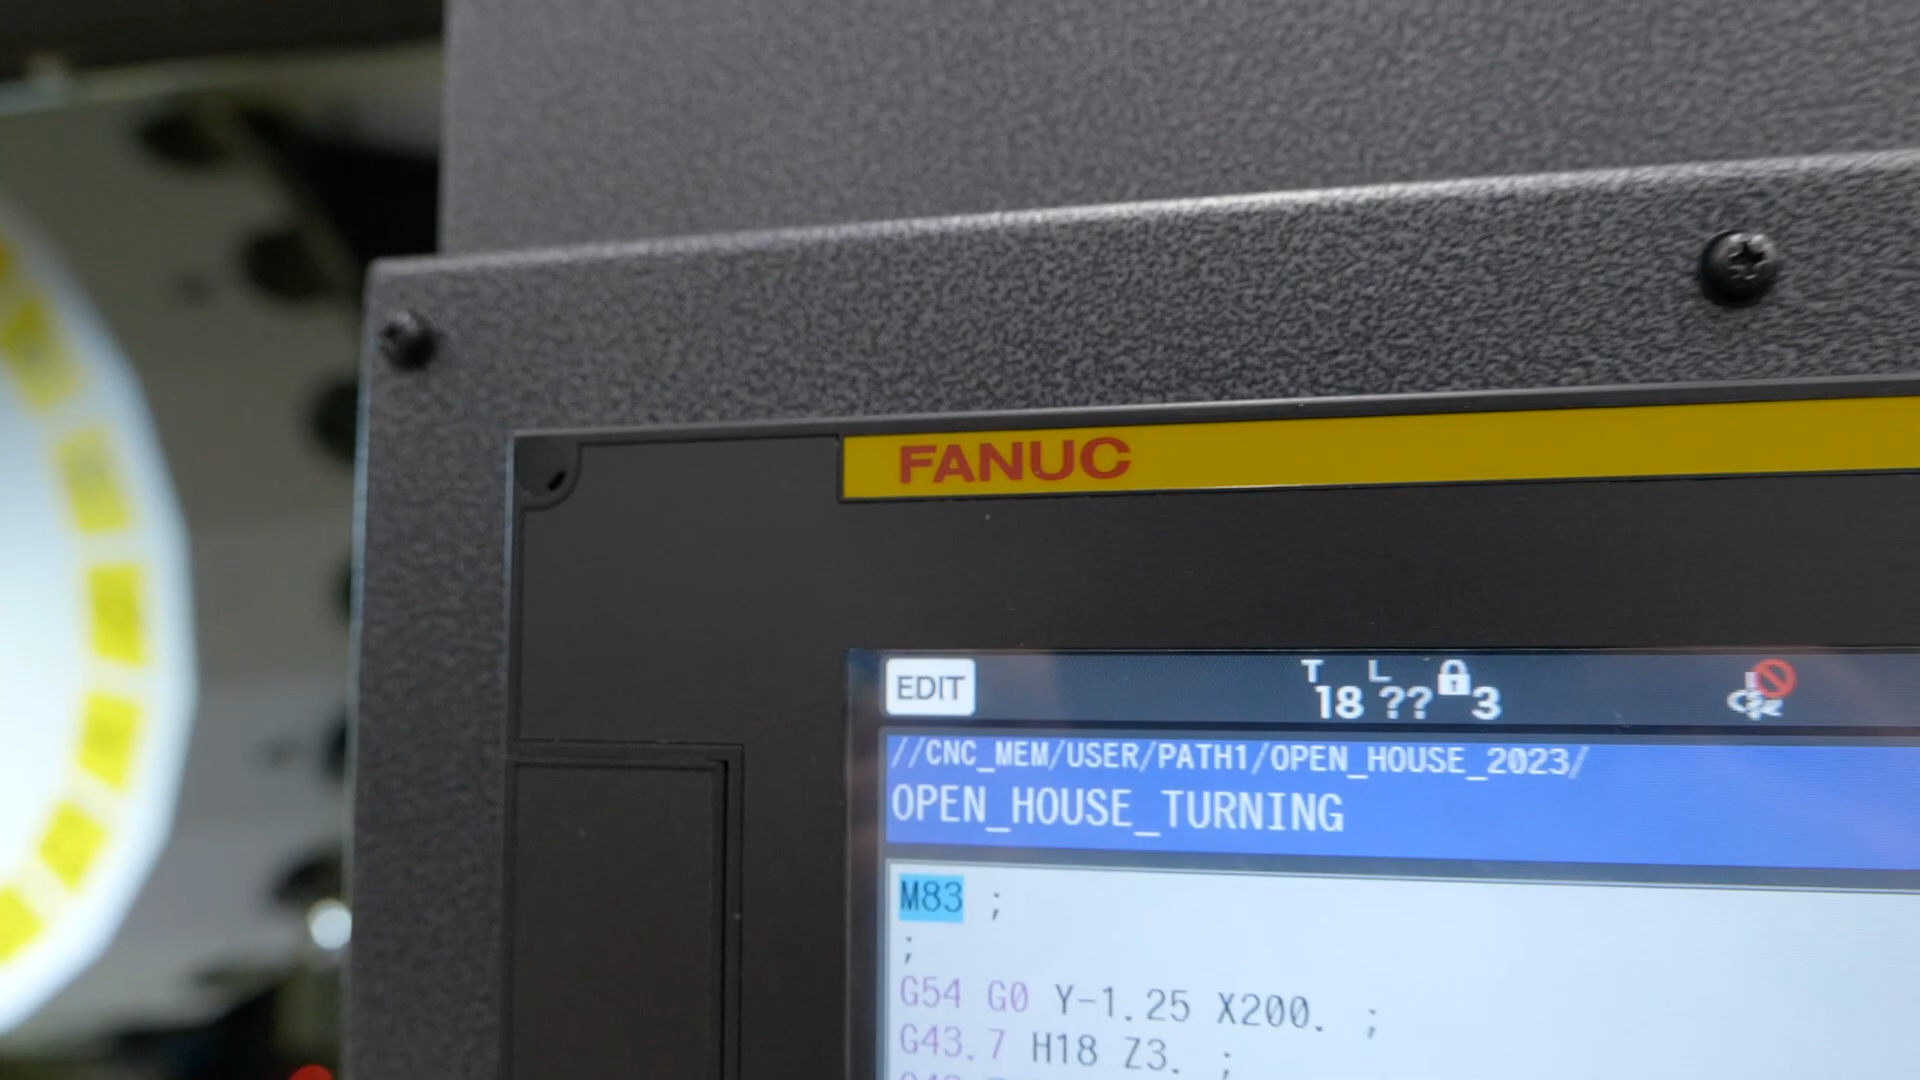 FANUC
EDIT
T 18 L ?? 3
//CNC_MEM/USER/PATH1/OPEN_HOUSE_2023/
OPEN_HOUSE_TURNING
M83 ;
;
G54 G0 Y-1.25 X200. ;
G43.7 H18 Z3. ;